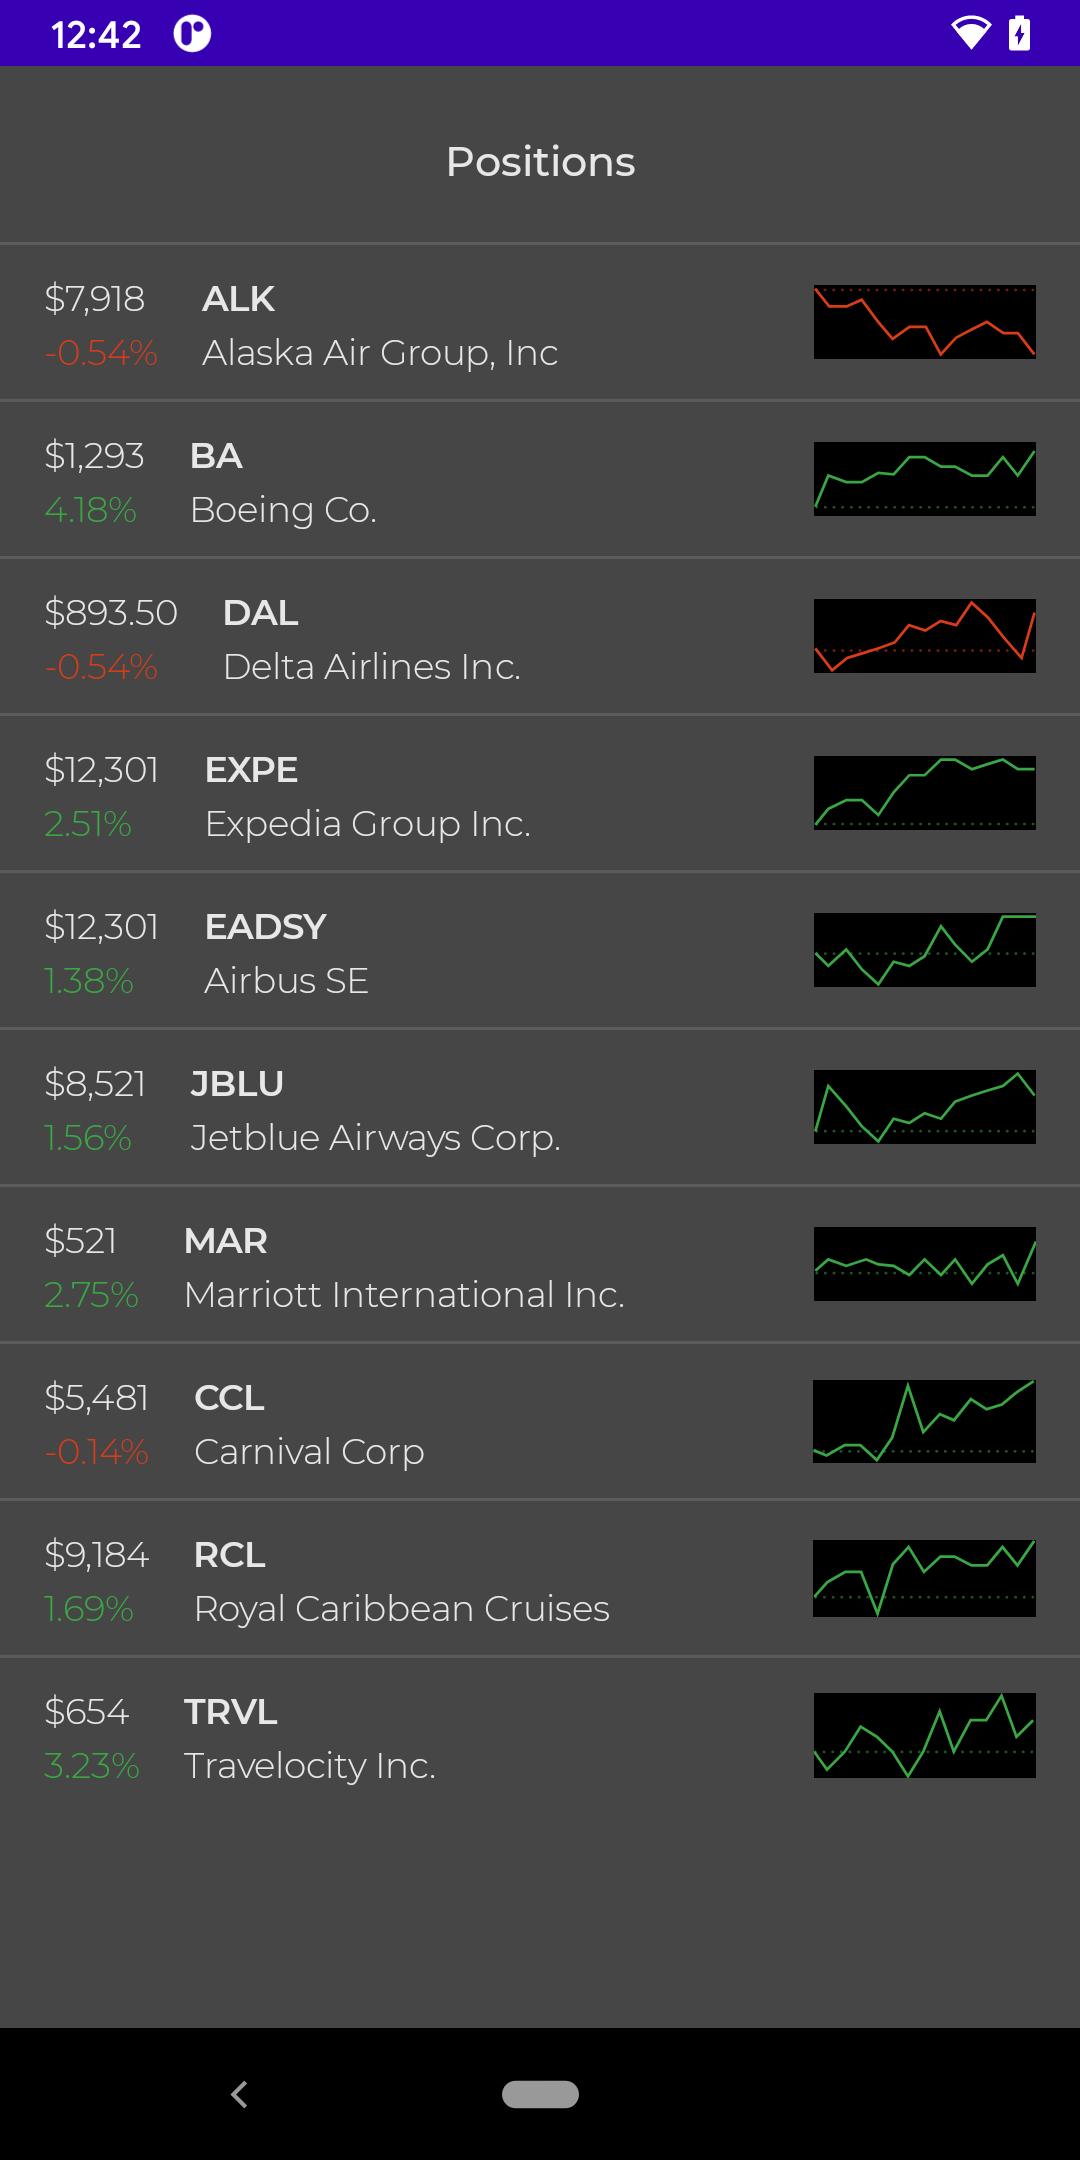 12:42
Positions
$7,918 ALK
-0.54% Alaska Air Group, Inc
$1,293 BA
4.18% Boeing Co.
$893.50 DAL
-0.54% Delta Airlines Inc.
$12,301 EXPE
2.51% Expedia Group Inc.
$12,301 EADSY
1.38% Airbus SE
$8,521 JBLU
1.56% Jetblue Airways Corp.
$521 MAR
2.75% Marriott International Inc.
$5,481 CCL
-0.14% Carnival Corp
$9,184 RCL
1.69% Royal Caribbean Cruises
$654 TRVL
3.23% Travelocity Inc.